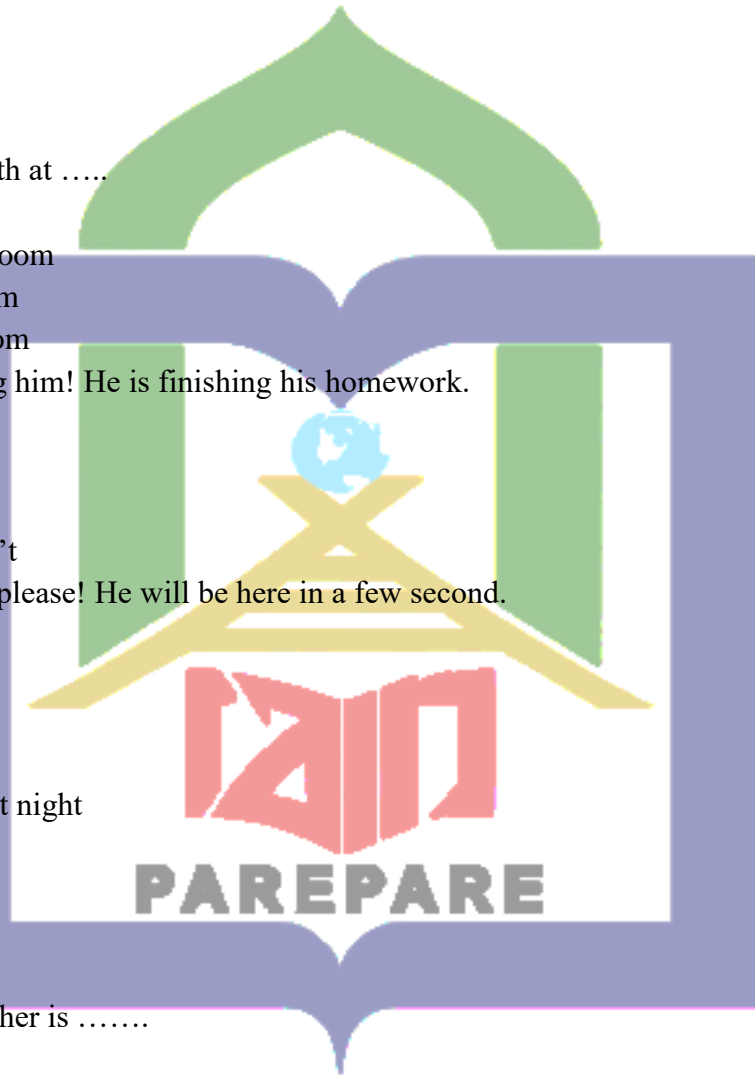 th at …..
oom
m
om
g him! He is finishing his homework.
't
please! He will be here in a few second.
t night
PAREPARE
her is …….